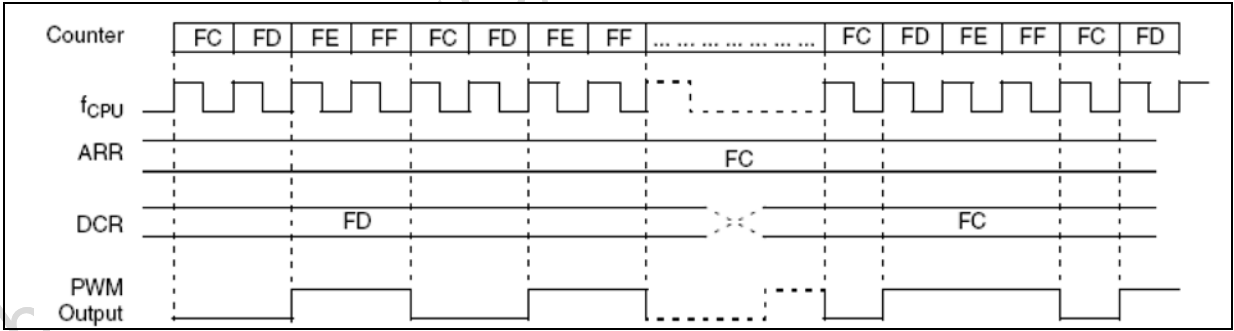 Counter FC FD FE FF FC FD FE FF ... ... ... ... ... ... ... FC FD FE FF FC FD
fCPU
ARR FC
DCR FD FC
PWM
Output